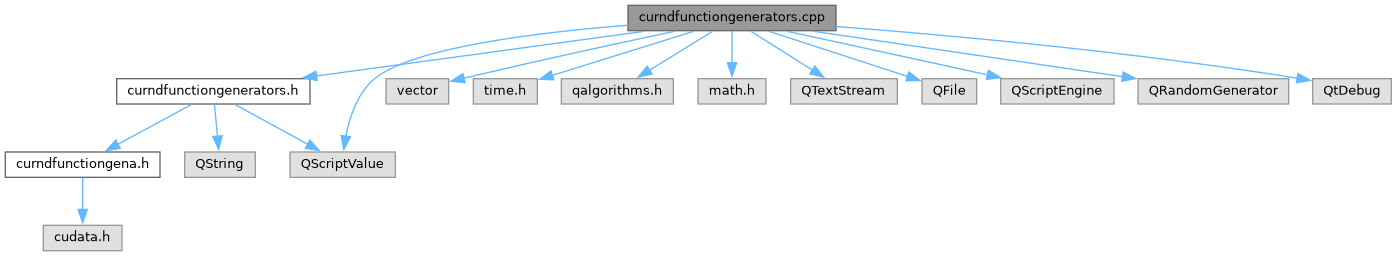 curndfunctiongenerators.cpp
curndfunctiongenerators.h
vector
time.h
qalgorithms.h
math.h
QTextStream
QFile
QScriptEngine
QRandomGenerator
QtDebug
curndfunctiongena.h
QString
QScriptValue
cudata.h